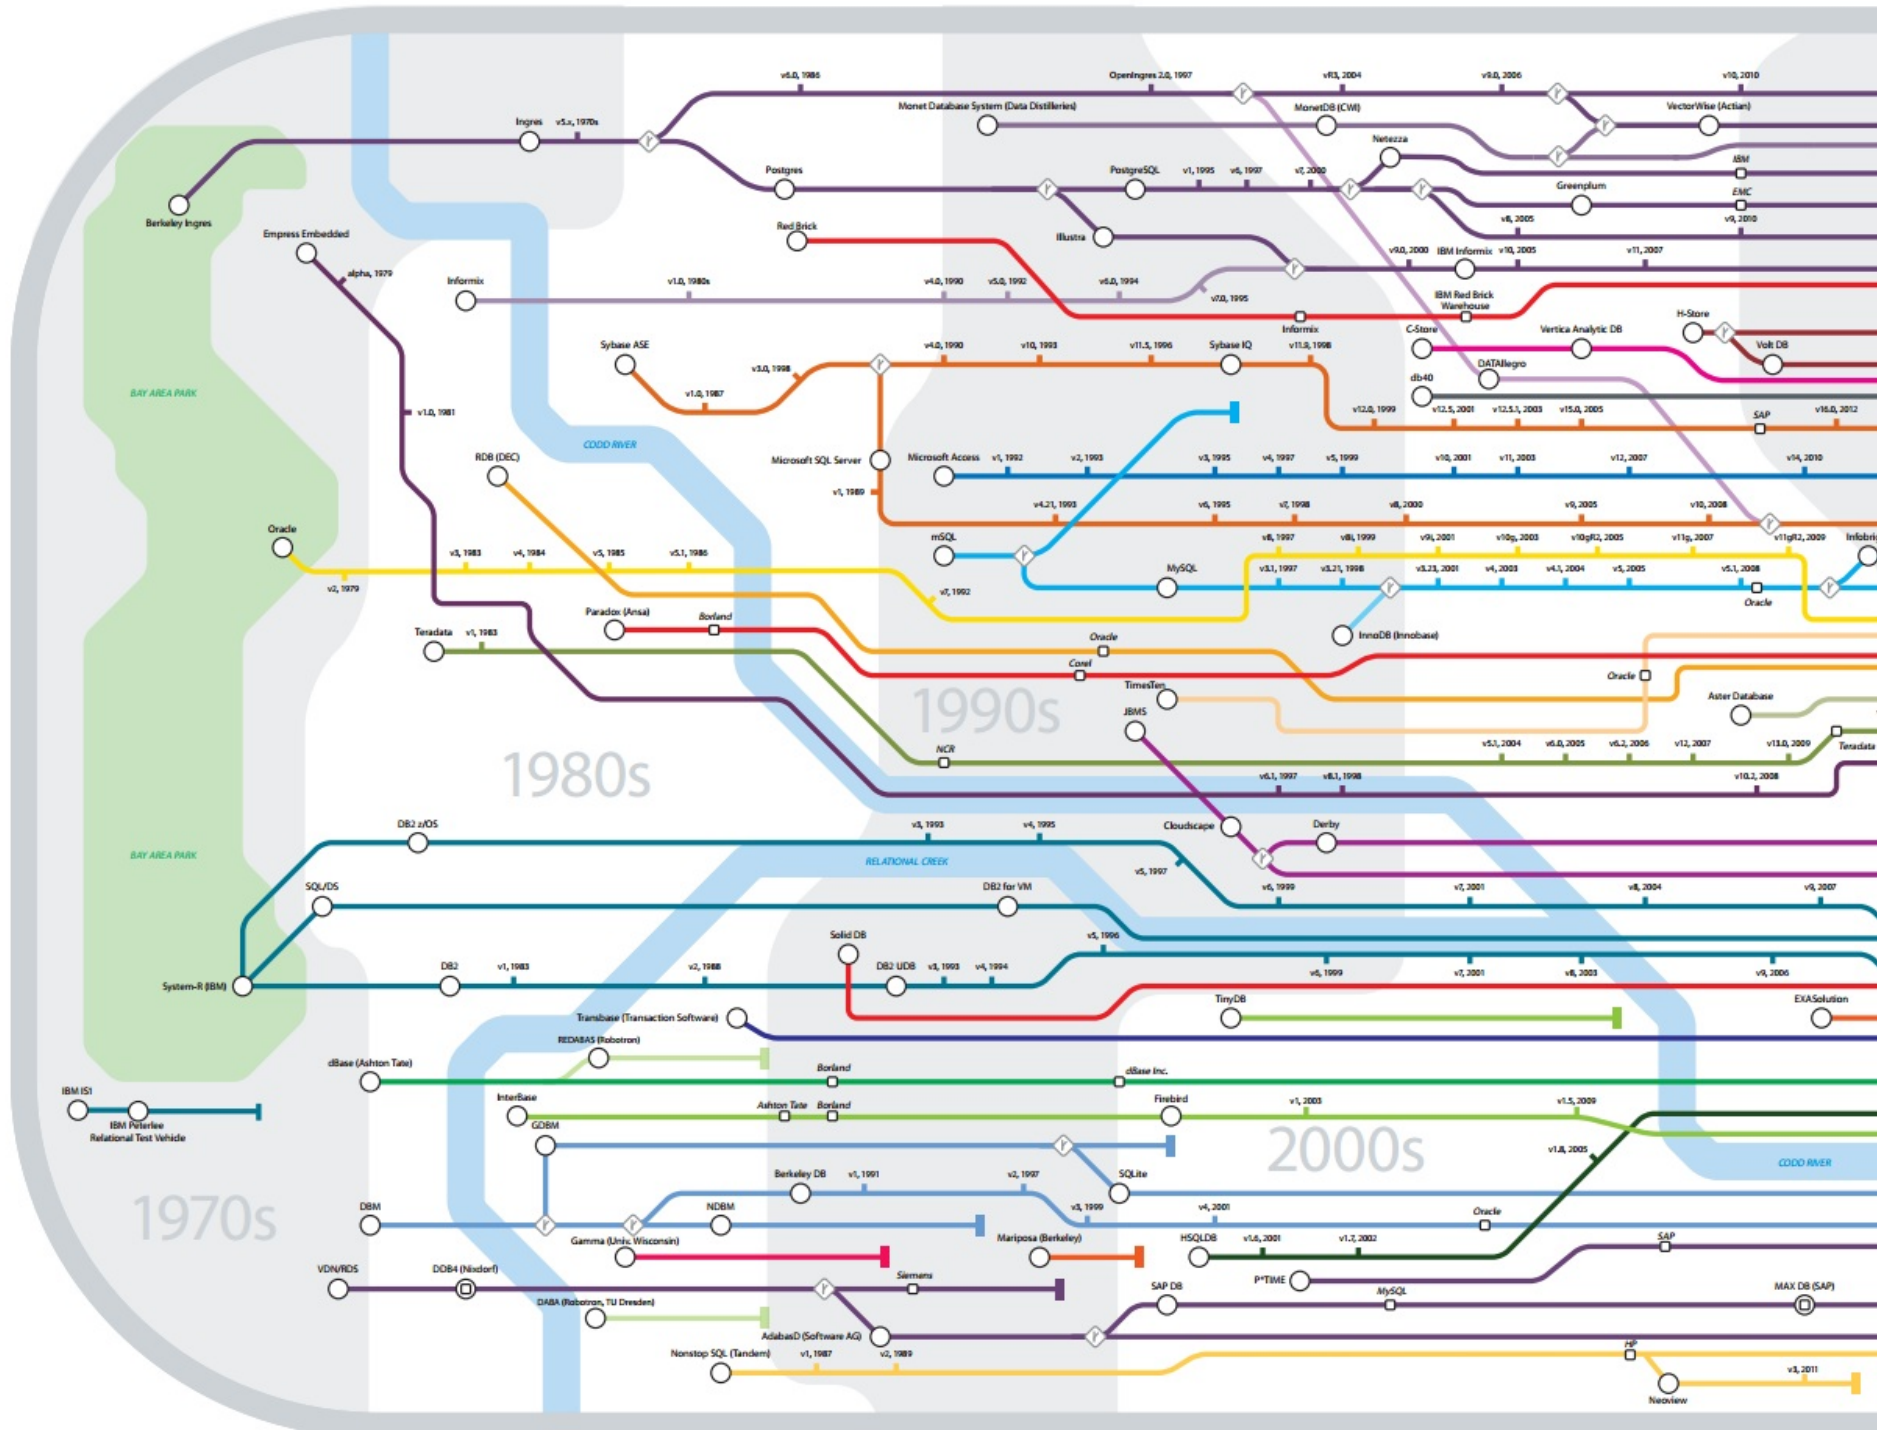 v6.0, 1986
OpenIngres 2.0, 1997
vR3, 2004
v9.0, 2006
v10, 2010
Monet Database System (Data Distilleries)
MonetDB (CWI)
VectorWise (Actian)
Ingres
v5.x, 1970s
Netezza
IBM
Postgres
PostgreSQL
v1, 1995
v6, 1997
v7, 2000
Greenplum
EMC
Berkeley Ingres
v8, 2005
v9, 2010
Empress Embedded
Red Brick
Illustra
v9.0, 2000
IBM Informix
v10, 2005
v11, 2007
alpha, 1979
Informix
v1.0, 1980s
v4.0, 1990
v5.0, 1992
v6.0, 1994
v7.0, 1995
IBM Red Brick
Warehouse
Informix
H-Store
C-Store
Vertica Analytic DB
Volt DB
Sybase ASE
v3.0, 1998
v4.0, 1990
v10, 1993
v11.5, 1996
Sybase IQ
v11.9, 1998
DATAllegro
db40
BAY AREA PARK
v1.0, 1987
v1.0, 1981
v12.0, 1999
v12.5, 2001
v12.5.1, 2003
v15.0, 2005
SAP
v16.0, 2012
CODD RIVER
RDB (DEC)
Microsoft SQL Server
Microsoft Access
v1, 1992
v2, 1993
v3, 1995
v4, 1997
v5, 1999
v10, 2001
v11, 2003
v12, 2007
v14, 2010
v1, 1989
v4.21, 1993
v6, 1995
v7, 1998
v8, 2000
v9, 2005
v10, 2008
Oracle
mSQL
v8, 1997
v8i, 1999
v9i, 2001
v10g, 2003
v10gR2, 2005
v11g, 2007
v11gR2, 2009
Infobri
v3, 1983
v4, 1984
v5, 1985
v5.1, 1986
v2, 1979
MySQL
v3.1, 1997
v3.21, 1998
v3.23, 2001
v4, 2003
v4.1, 2004
v5, 2005
v5.1, 2008
Oracle
v7, 1992
Paradox (Ansa)
Borland
Teradata
v1, 1983
Oracle
InnoDB (Innobase)
Corel
Oracle
TimesTen
Aster Database
1990s
JBMS
NCR
v5.1, 2004
v6.0, 2005
v6.2, 2006
v12, 2007
v13.0, 2009
Teradata
1980s
v6.1, 1997
v8.1, 1998
v10.2, 2008
DB2 z/OS
v3, 1993
v4, 1995
Cloudscape
Derby
BAY AREA PARK
RELATIONAL CREEK
v5, 1997
SQL/DS
DB2 for VM
v6, 1999
v7, 2001
v8, 2004
v9, 2007
Solid DB
v5, 1996
System-R (IBM)
DB2
v1, 1983
v2, 1988
DB2 UDB
v3, 1993
v4, 1994
v6, 1999
v7, 2001
v8, 2003
v9, 2006
Transbase (Transaction Software)
TinyDB
EXASolution
REDABAS (Robotron)
dBase (Ashton Tate)
Borland
dBase Inc.
IBM IS1
IBM Peterlee
Relational Test Vehicle
InterBase
Ashton Tate
Borland
Firebird
v1, 2003
v1.5, 2009
GDBM
v1.8, 2005
2000s
CODD RIVER
Berkeley DB
v1, 1991
v2, 1997
SQLite
1970s
DBM
NDBM
v3, 1999
v4, 2001
Oracle
Gamma (Univ. Wisconsin)
Mariposa (Berkeley)
HSQLDB
v1.6, 2001
v1.7, 2002
SAP
VDN/RDS
DDB4 (Nixdorf)
Siemens
P*TIME
DABA (Robotron, TU Dresden)
SAP DB
MySQL
MAX DB (SAP)
AdabasD (Software AG)
Nonstop SQL (Tandem)
v1, 1987
v2, 1989
HP
v3, 2011
Neoview